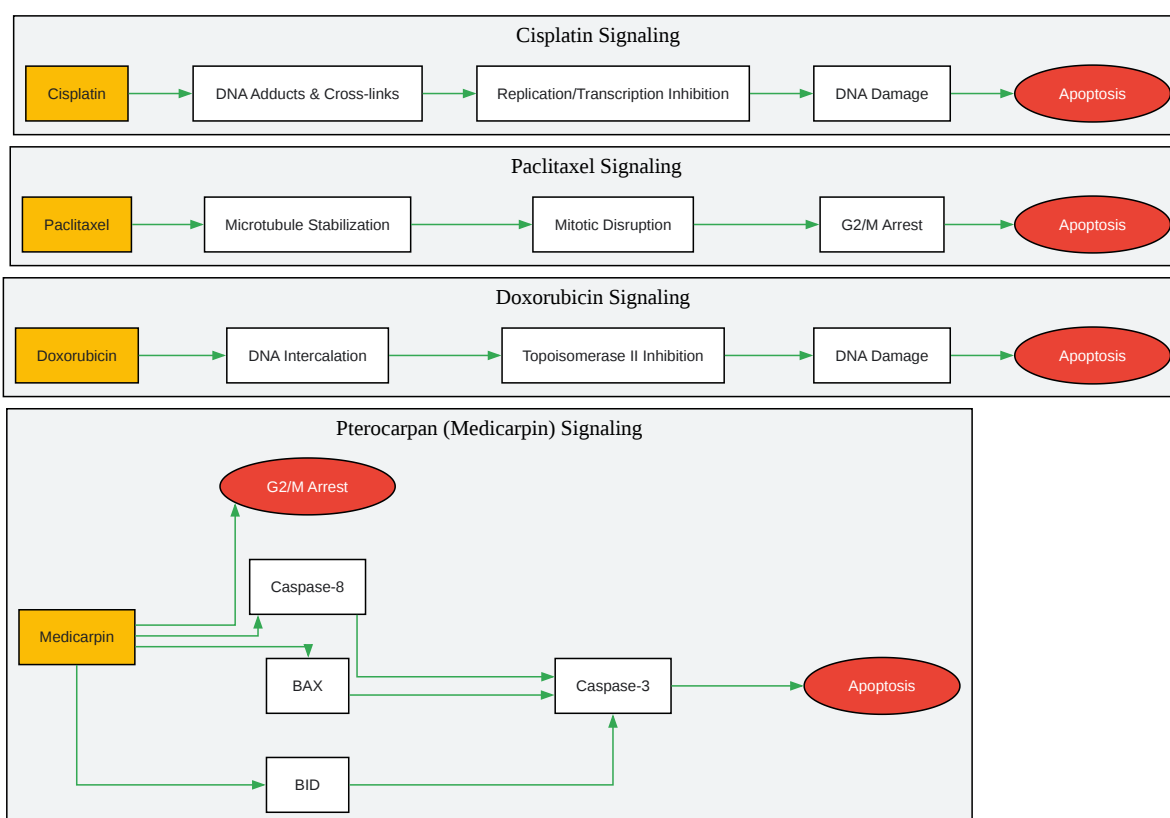 Cisplatin Signaling
Cisplatin
DNA Adducts & Cross-links
Replication/Transcription Inhibition
DNA Damage
Apoptosis
Paclitaxel Signaling
Paclitaxel
Microtubule Stabilization
Mitotic Disruption
G2/M Arrest
Apoptosis
Doxorubicin Signaling
Doxorubicin
DNA Intercalation
Topoisomerase II Inhibition
DNA Damage
Apoptosis
Pterocarpan (Medicarpin) Signaling
G2/M Arrest
Caspase-8
Medicarpin
BAX
Caspase-3
Apoptosis
BID